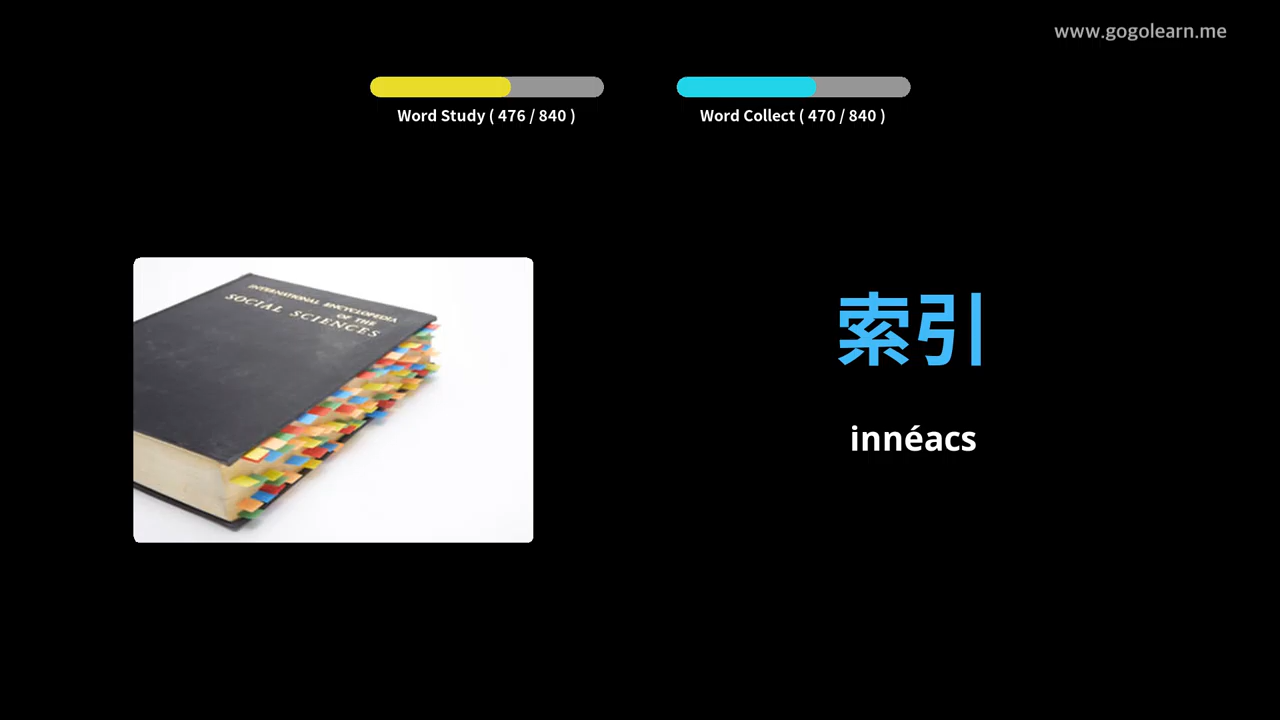 www.gogolearn.me
Word Study ( 476 / 840 )
Word Collect ( 470 / 840 )
INTERNATIONAL ENCYCLOPEDIA
OF THE
SOCIAL SCIENCES
索引
innéacs